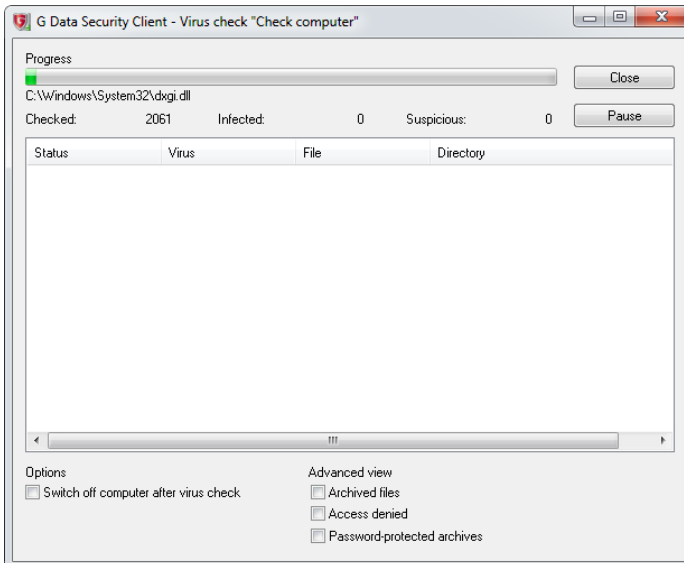 G Data Security Client - Virus check "Check computer"
Progress
Close
C:\Windows\System32\dxgi.dll
Checked: 2061 Infected: 0 Suspicious: 0
Pause
Status Virus File Directory
Options Advanced view
Switch off computer after virus check Archived files
Access denied
Password-protected archives